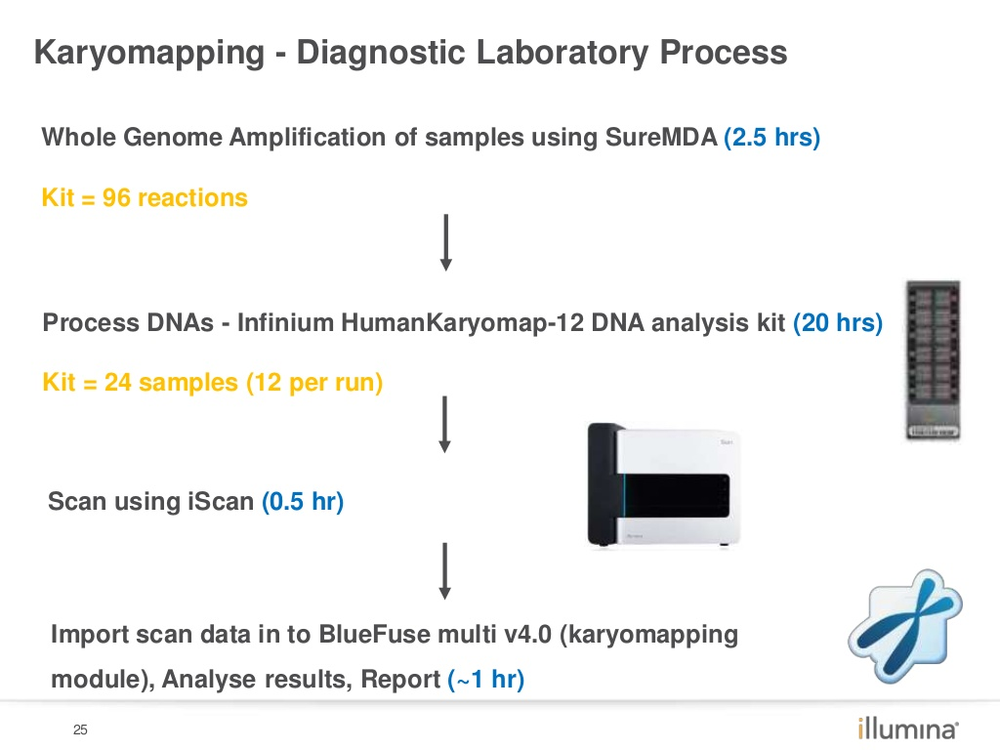 Karyomapping - Diagnostic Laboratory Process
Whole Genome Amplification of samples using SureMDA (2.5 hrs)
Kit = 96 reactions
Process DNAs - Infinium HumanKaryomap-12 DNA analysis kit (20 hrs)
Kit = 24 samples (12 per run)
Scan using iScan (0.5 hr)
Import scan data in to BlueFuse multi v4.0 (karyomapping
module), Analyse results, Report (~1 hr)
25
illumina®